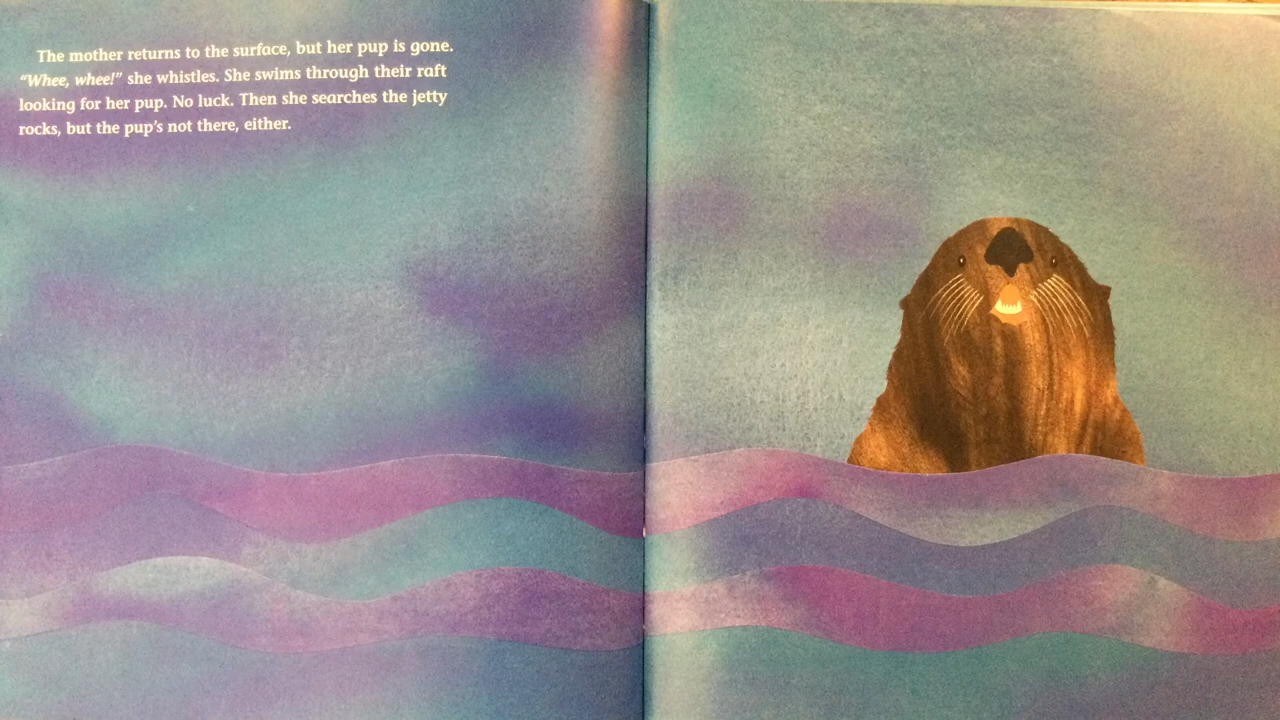 The mother returns to the surface, but her pup is gone.
“Whee, whee!” she whistles. She swims through their raft
looking for her pup. No luck. Then she searches the jetty
rocks, but the pup’s not there, either.